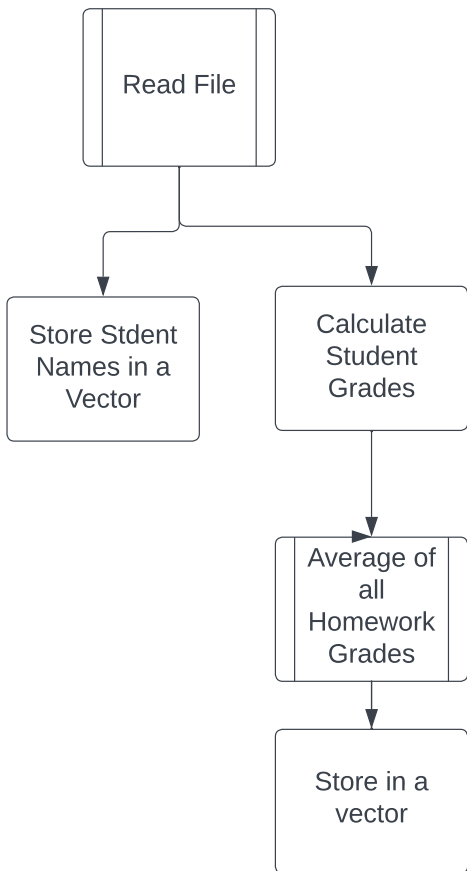 Read File
Store Stdent
Names in a
Vector
Calculate
Student
Grades
Average of
all
Homework
Grades
Store in a
vector